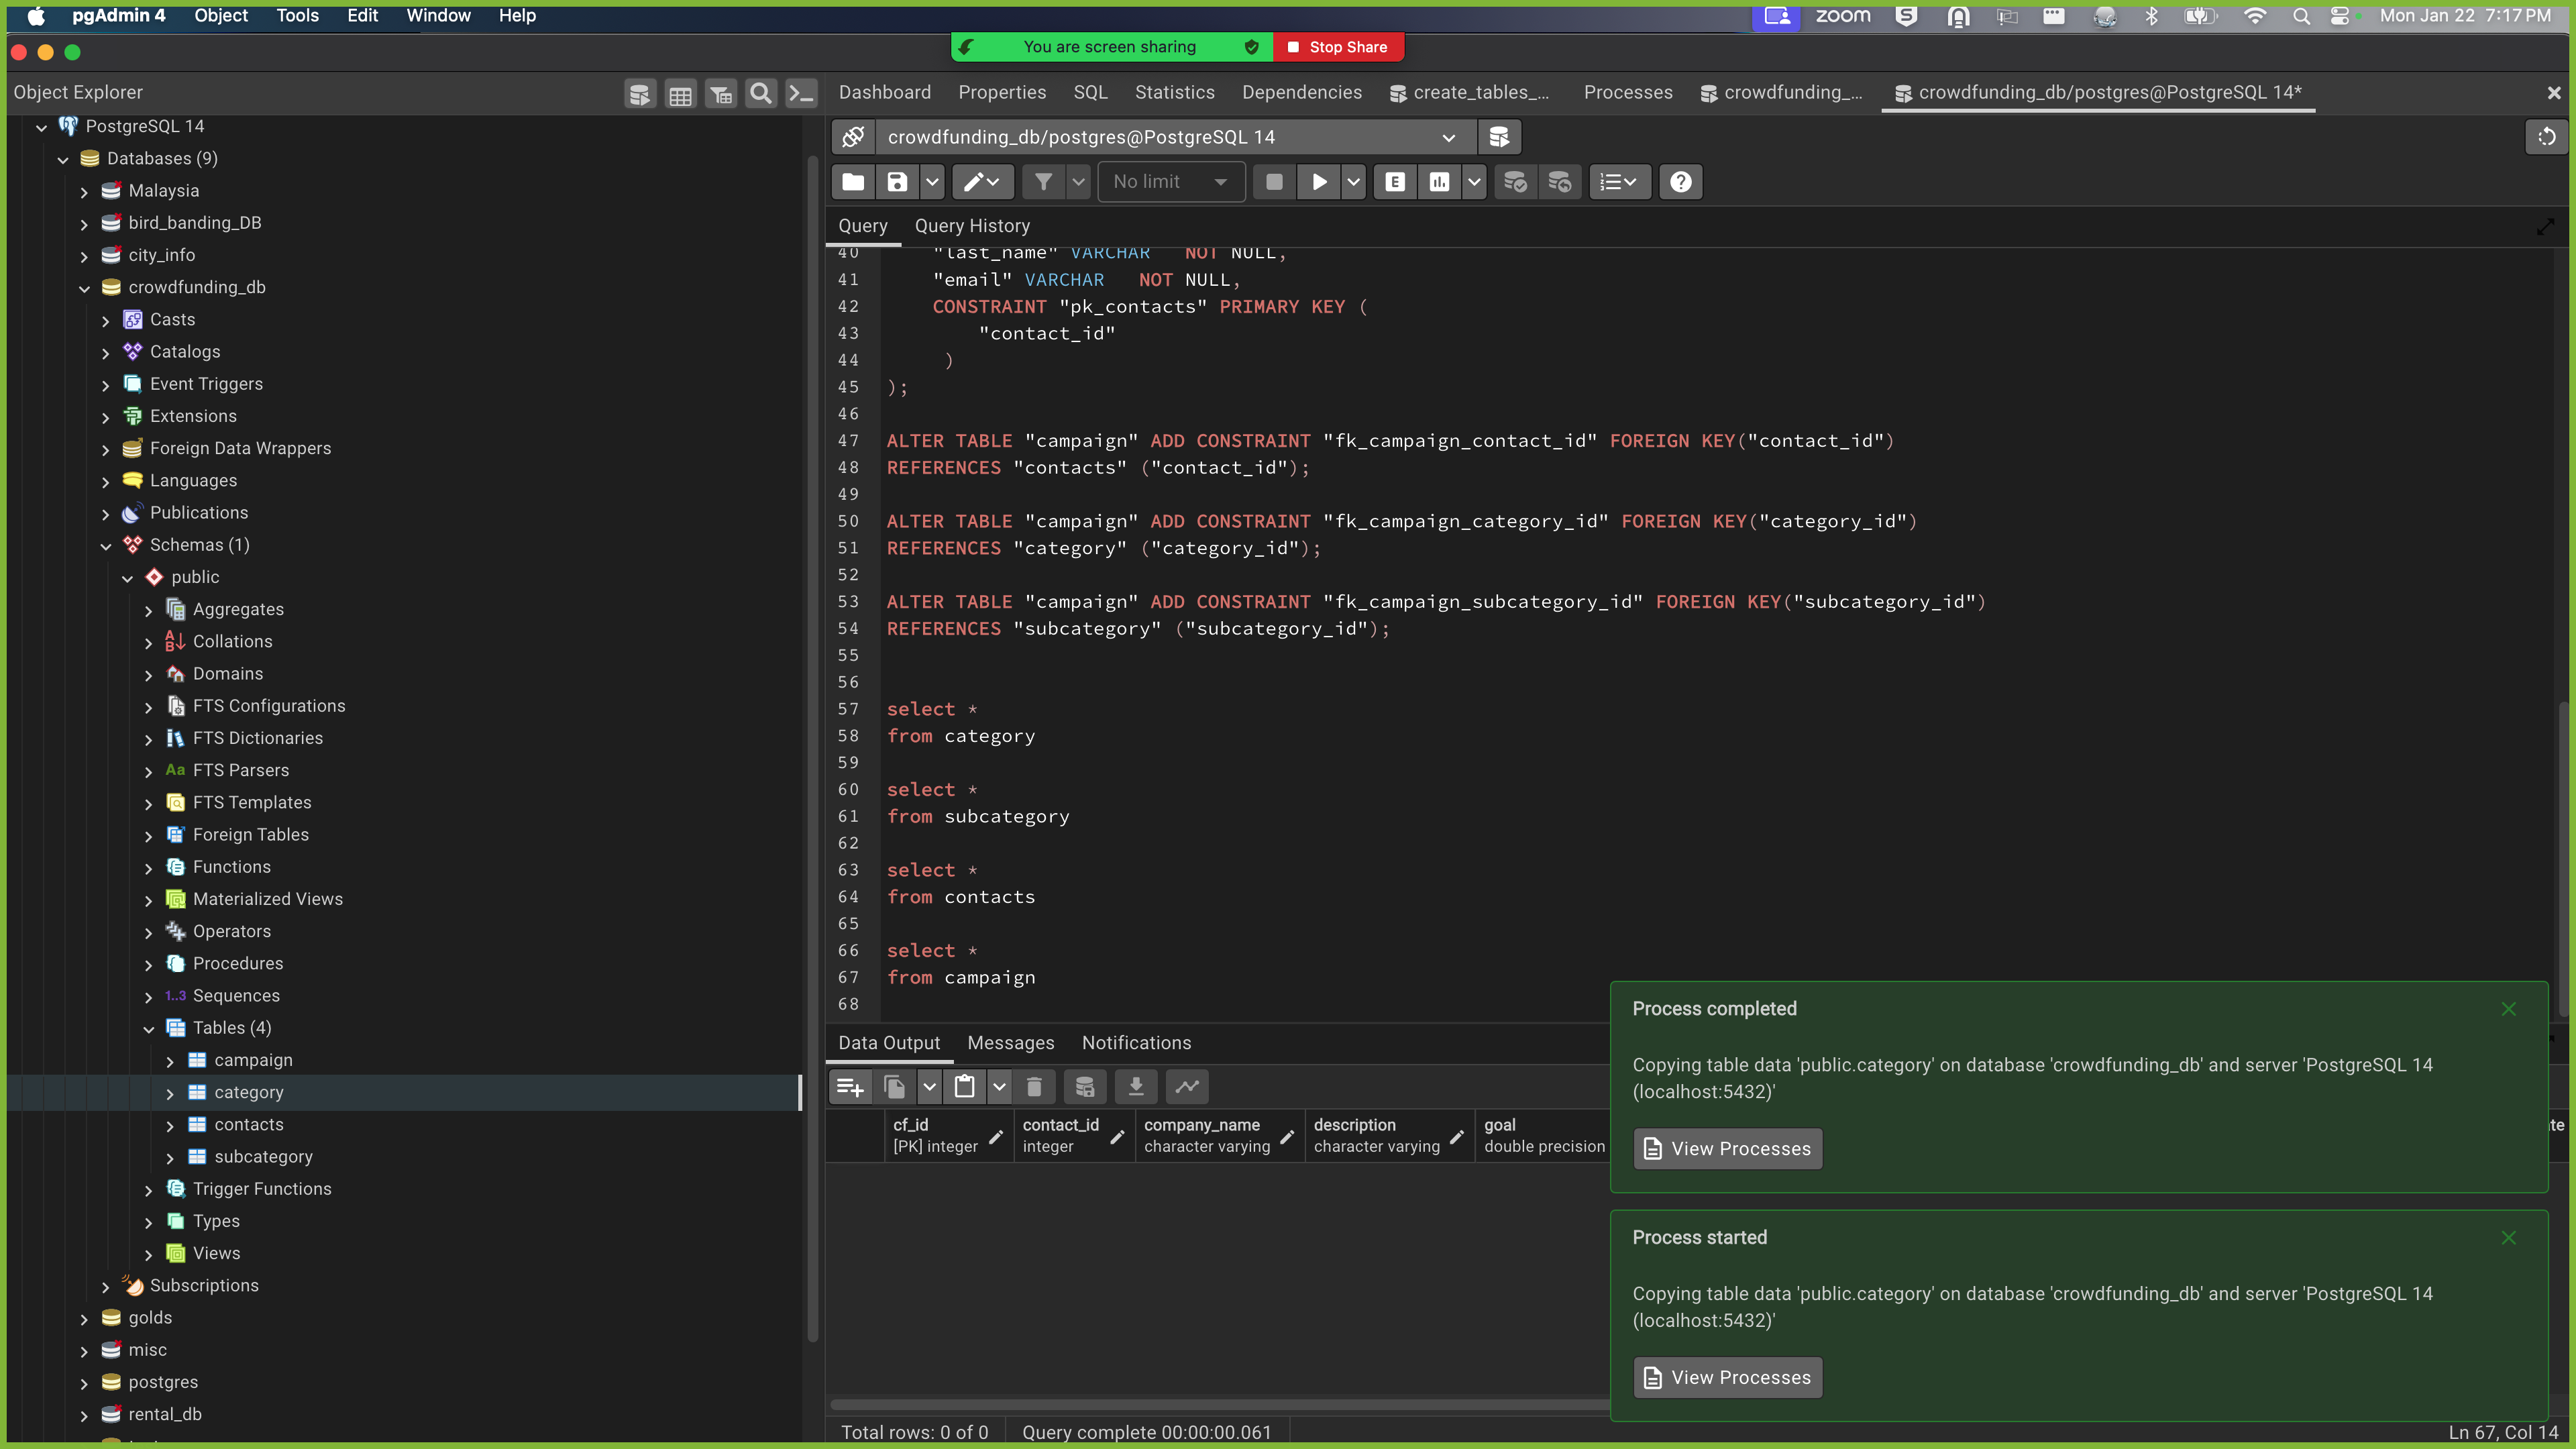 pgAdmin 4 Object Tools Edit Window Help zoom Mon Jan 22 7:17 PM
You are screen sharing Stop Share
Object Explorer
PostgreSQL 14
Databases (9)
Malaysia
bird_banding_DB
city_info
crowdfunding_db
Casts
Catalogs
Event Triggers
Extensions
Foreign Data Wrappers
Languages
Publications
Schemas (1)
public
Aggregates
Collations
Domains
FTS Configurations
FTS Dictionaries
Aa FTS Parsers
FTS Templates
Foreign Tables
Functions
Materialized Views
Operators
Procedures
1..3 Sequences
Tables (4)
campaign
category
contacts
subcategory
Trigger Functions
Types
Views
Subscriptions
golds
misc
postgres
rental_db
Dashboard Properties SQL Statistics Dependencies create_tables_... Processes crowdfunding_... crowdfunding_db/postgres@PostgreSQL 14*
crowdfunding_db/postgres@PostgreSQL 14
No limit E
Query Query History
40 "last_name" VARCHAR NOT NULL,
41 "email" VARCHAR NOT NULL,
42 CONSTRAINT "pk_contacts" PRIMARY KEY (
43 "contact_id"
44 )
45 );
46
47 ALTER TABLE "campaign" ADD CONSTRAINT "fk_campaign_contact_id" FOREIGN KEY("contact_id")
48 REFERENCES "contacts" ("contact_id");
49
50 ALTER TABLE "campaign" ADD CONSTRAINT "fk_campaign_category_id" FOREIGN KEY("category_id")
51 REFERENCES "category" ("category_id");
52
53 ALTER TABLE "campaign" ADD CONSTRAINT "fk_campaign_subcategory_id" FOREIGN KEY("subcategory_id")
54 REFERENCES "subcategory" ("subcategory_id");
55
56
57 select *
58 from category
59
60 select *
61 from subcategory
62
63 select *
64 from contacts
65
66 select *
67 from campaign
68
Data Output Messages Notifications
cf_id contact_id company_name description goal
[PK] integer integer character varying character varying double precision
Total rows: 0 of 0 Query complete 00:00:00.061 Ln 67, Col 14
Process completed
Copying table data 'public.category' on database 'crowdfunding_db' and server 'PostgreSQL 14
(localhost:5432)'
View Processes
Process started
Copying table data 'public.category' on database 'crowdfunding_db' and server 'PostgreSQL 14
(localhost:5432)'
View Processes